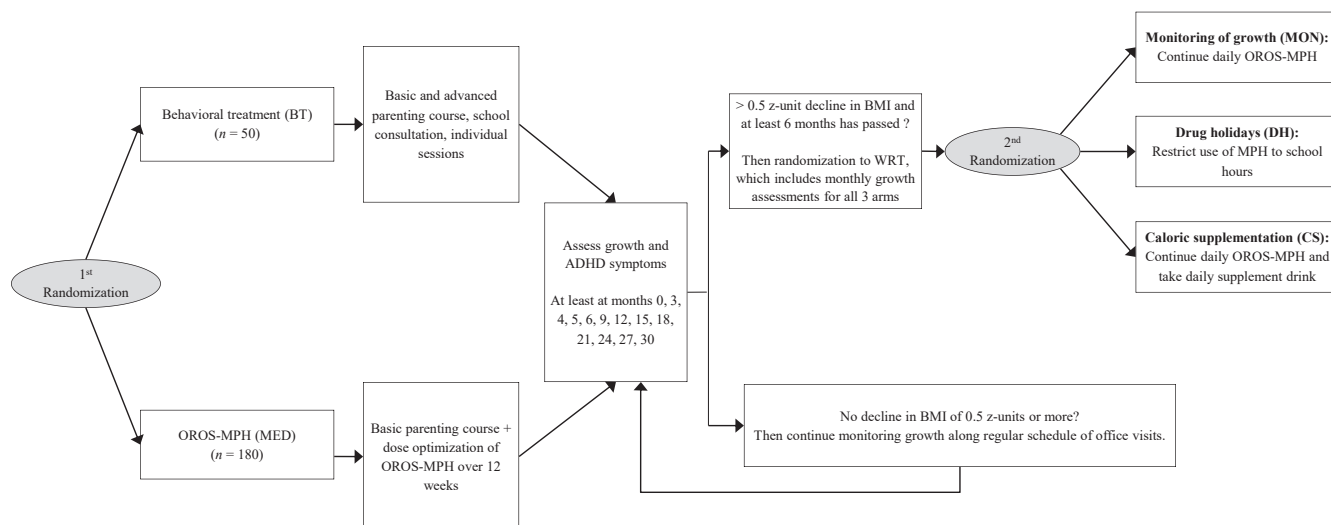 1st
Randomization
Behavioral treatment (BT)
(n = 50)
OROS-MPH (MED)
(n = 180)
Basic and advanced
parenting course, school
consultation, individual
sessions
Basic parenting course +
dose optimization of
OROS-MPH over 12
weeks
Assess growth and
ADHD symptoms
At least at months 0, 3,
4, 5, 6, 9, 12, 15, 18,
21, 24, 27, 30
> 0.5 z-unit decline in BMI and
at least 6 months has passed ?
Then randomization to WRT,
which includes monthly growth
assessments for all 3 arms
No decline in BMI of 0.5 z-units or more?
Then continue monitoring growth along regular schedule of office visits.
2nd
Randomization
Monitoring of growth (MON):
Continue daily OROS-MPH
Drug holidays (DH):
Restrict use of MPH to school
hours
Caloric supplementation (CS):
Continue daily OROS-MPH and
take daily supplement drink